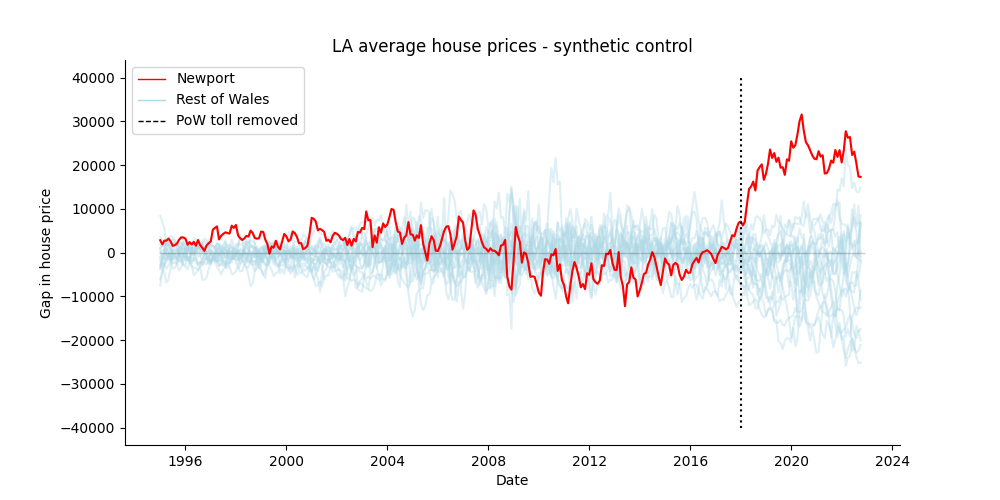 LA average house prices - synthetic control
Newport
Rest of Wales
PoW toll removed
Gap in house price
40000
30000
20000
10000
0
−10000
−20000
−30000
−40000
1996 2000 2004 2008 2012 2016 2020 2024
Date